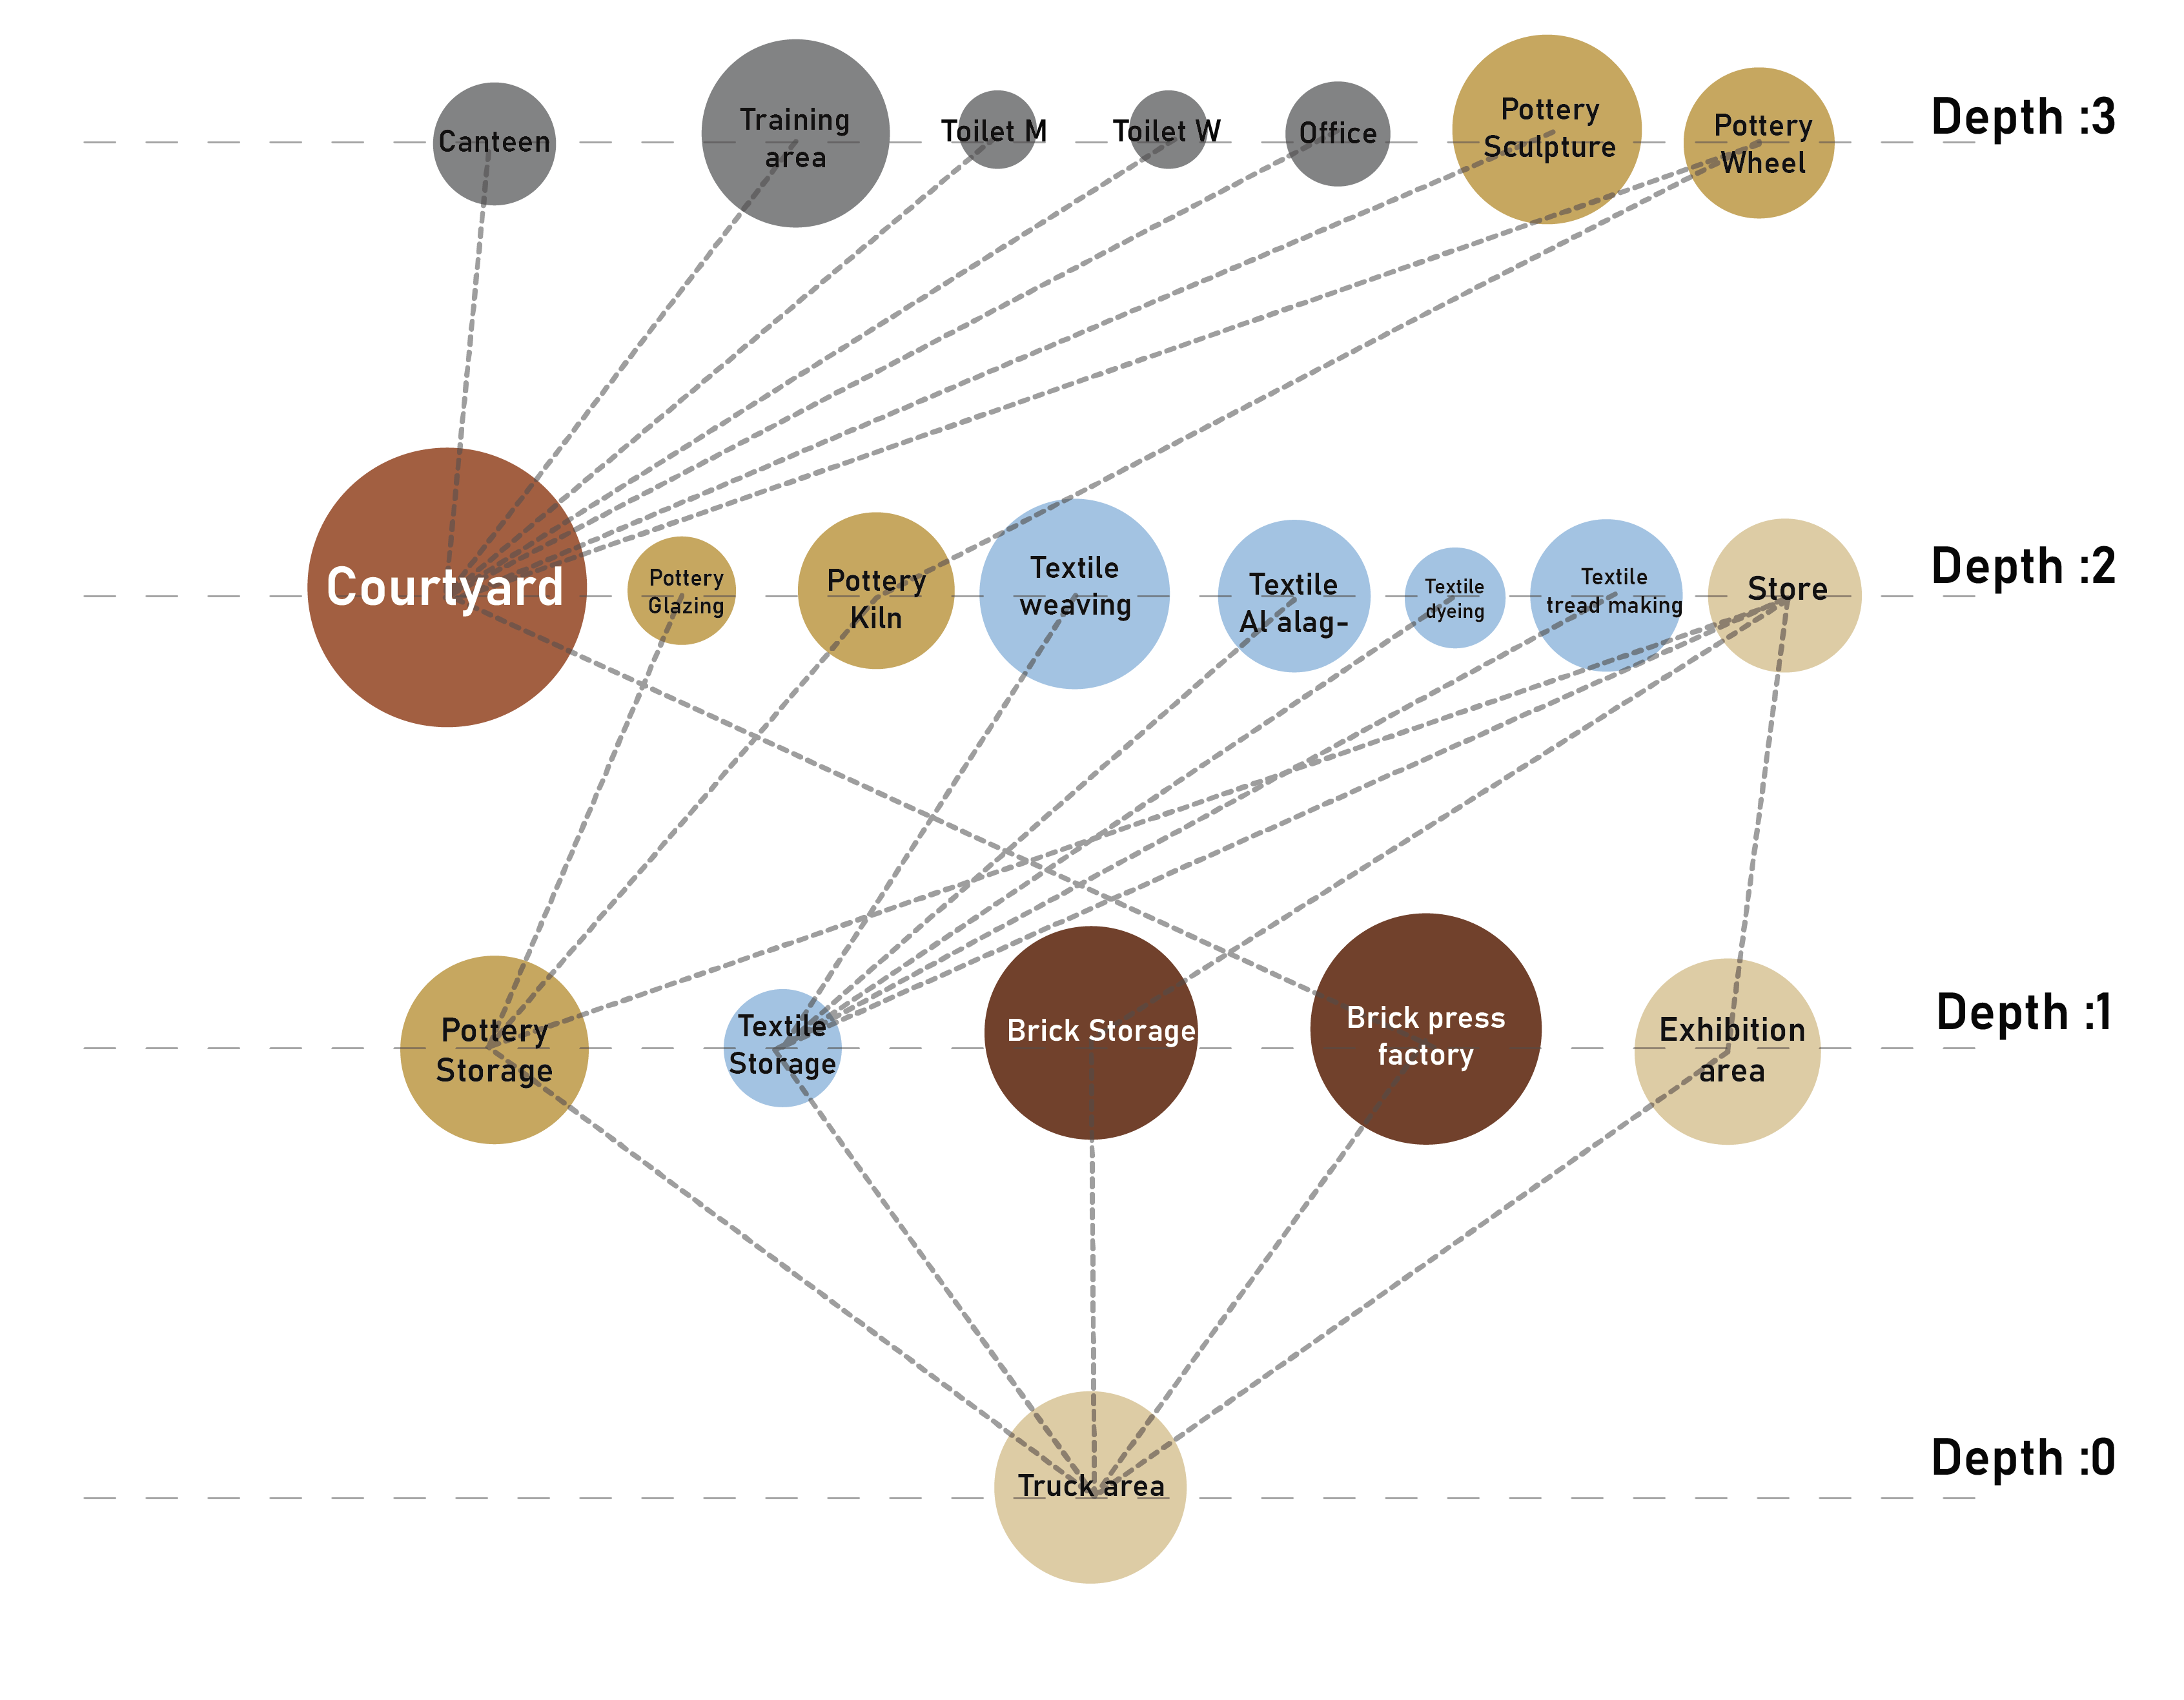 Canteen
Training
area
Toilet M
Toilet W
Office
Pottery
Sculpture
Pottery
Wheel
Depth :3
Courtyard
Pottery
Glazing
Pottery
Kiln
Textile
weaving
Textile
Al alag-
Textile
dyeing
Textile
tread making
Store
Depth :2
Pottery
Storage
Textile
Storage
Brick Storage
Brick press
factory
Exhibition
area
Depth :1
Truck area
Depth :0